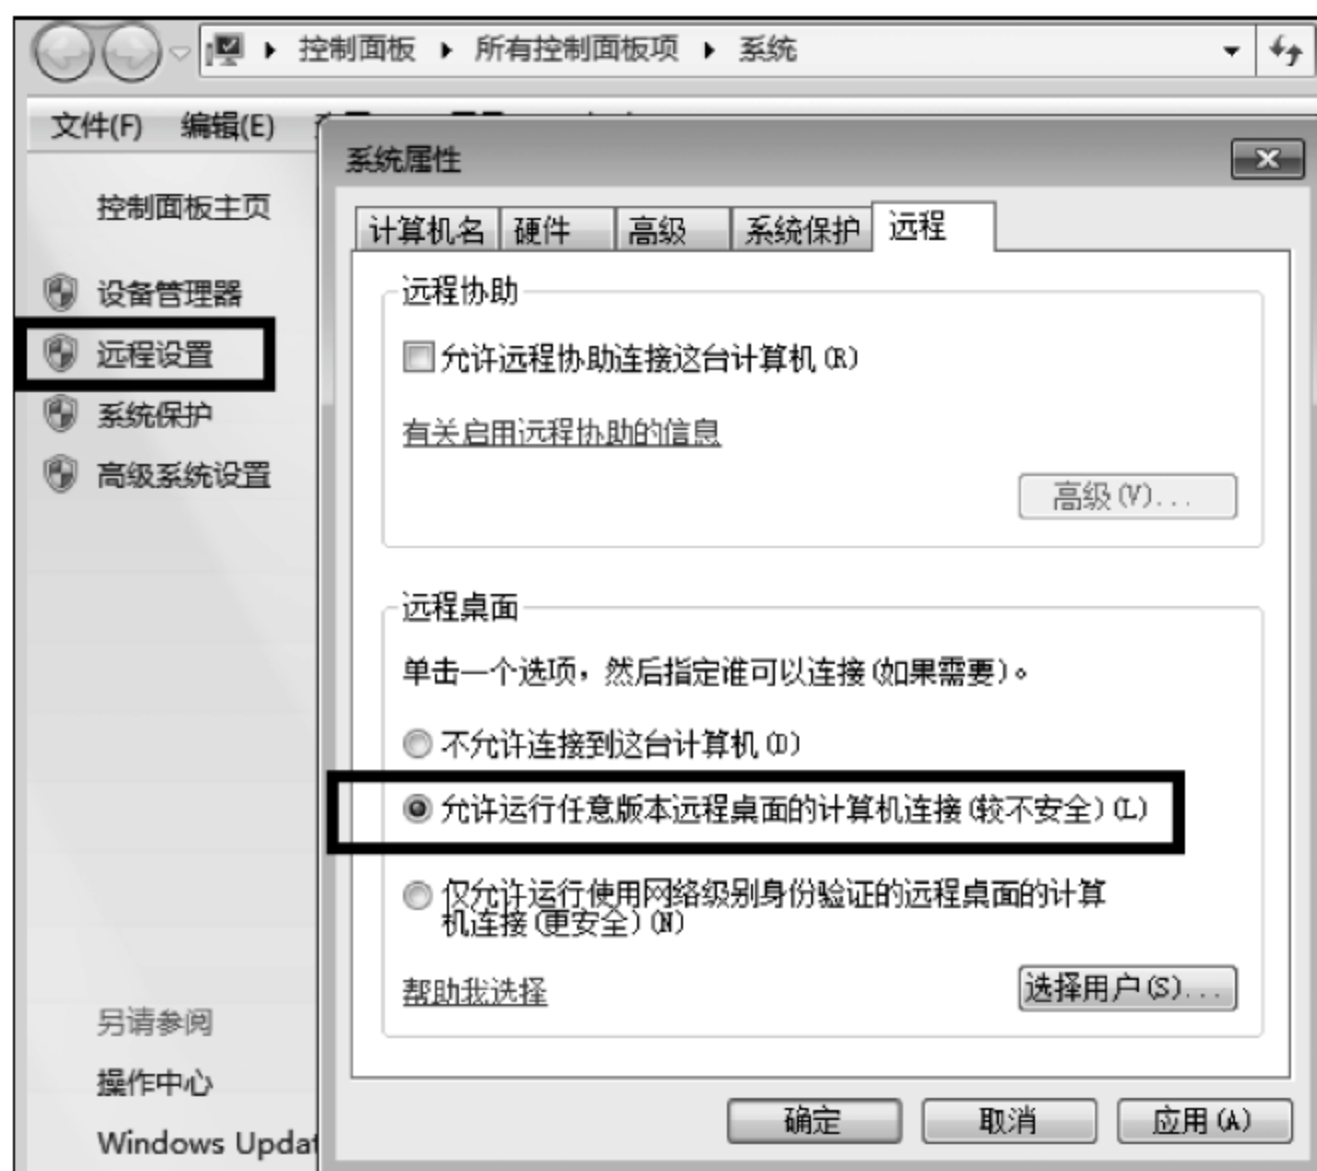 控制面板 ▸ 所有控制面板项 ▸ 系统
文件(F) 编辑(E)
控制面板主页
设备管理器
远程设置
系统保护
高级系统设置
另请参阅
操作中心
Windows Updat
系统属性
计算机名 硬件 高级 系统保护 远程
远程协助
允许远程协助连接这台计算机(R)
有关启用远程协助的信息
高级(V)...
远程桌面
单击一个选项，然后指定谁可以连接(如果需要)。
不允许连接到这台计算机(D)
允许运行任意版本远程桌面的计算机连接(较不安全)(L)
仅允许运行使用网络级别身份验证的远程桌面的计算
机连接(更安全)(N)
帮助我选择
选择用户(S)...
确定 取消 应用(A)